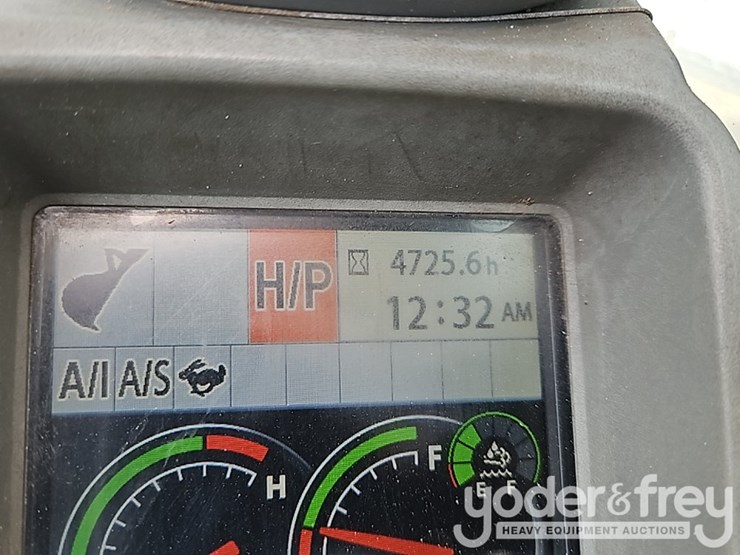 H/P
4725.6 h
12:32 AM
A/I A/S
H
F
E F
yoder&frey
HEAVY EQUIPMENT AUCTIONS